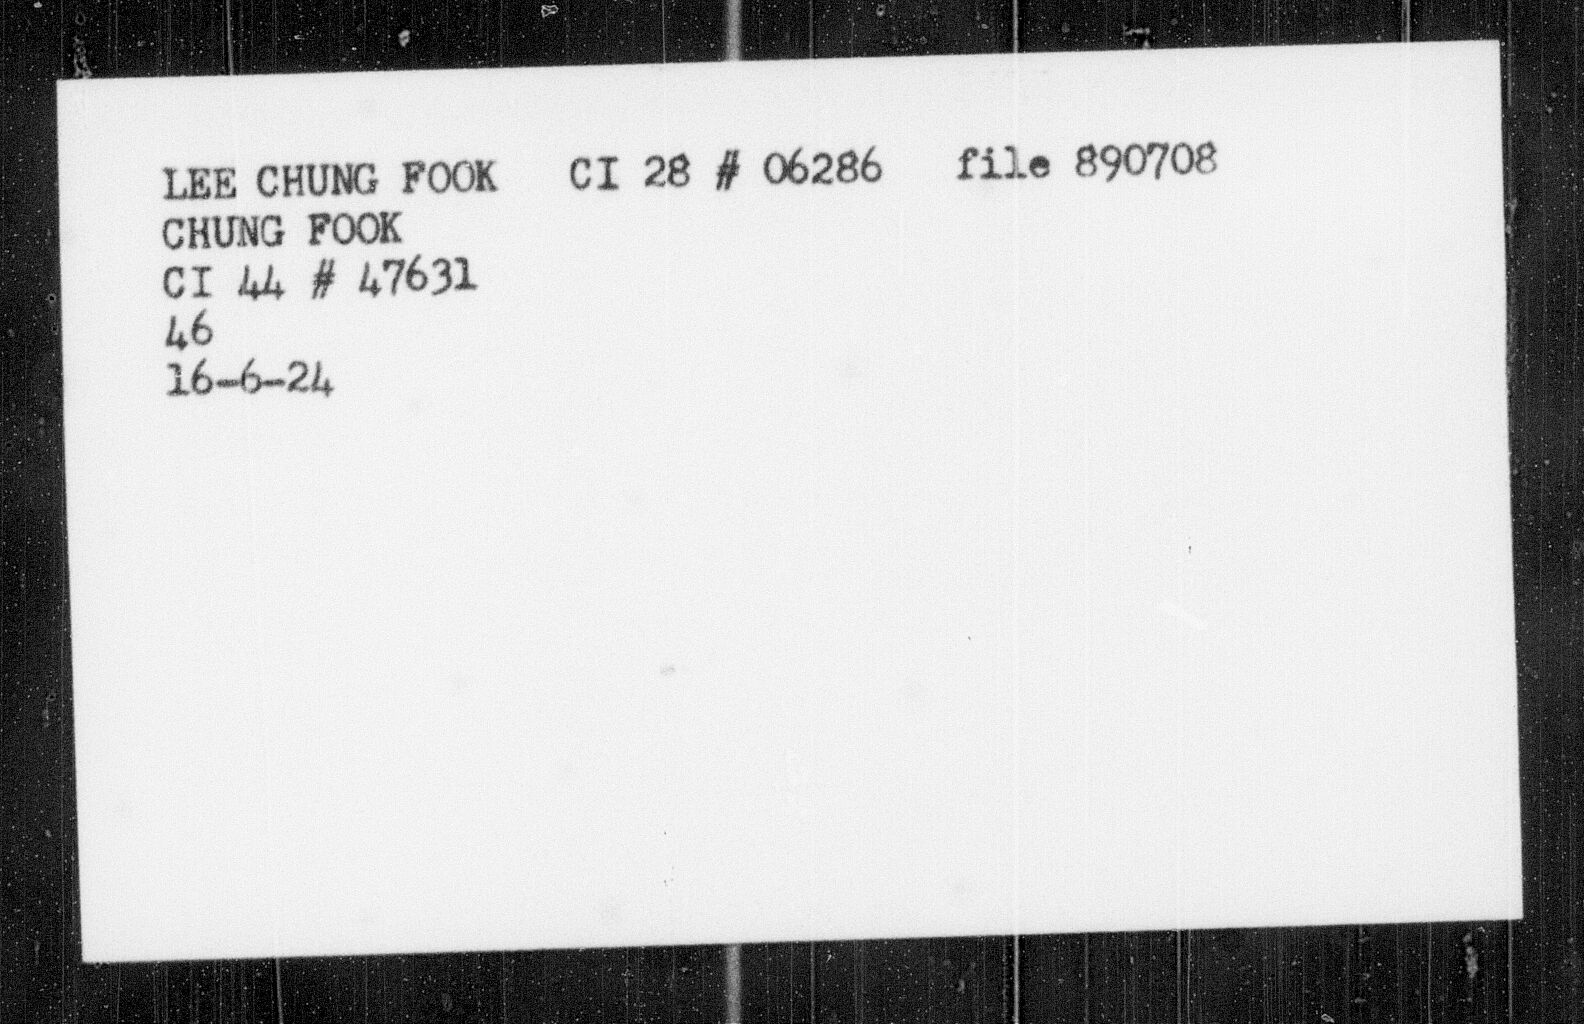 LEE CHUNG FOOK CI 28 # 06286 file 890708
CHUNG FOOK
CI 44 # 47631
46
16-6-24